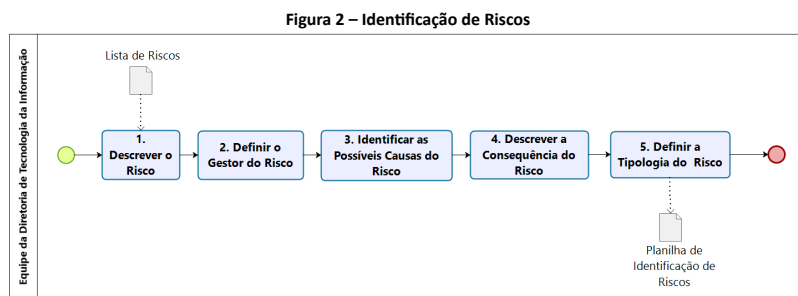 Figura 2 – Identificação de Riscos
Equipe da Diretoria de Tecnologia da Informação
Lista de Riscos
1.
Descrever o
Risco
2. Definir o
Gestor do Risco
3. Identificar as
Possíveis Causas do
Risco
4. Descrever a
Consequência do
Risco
5. Definir a
Tipologia do  Risco
Planilha de
Identificação de
Riscos